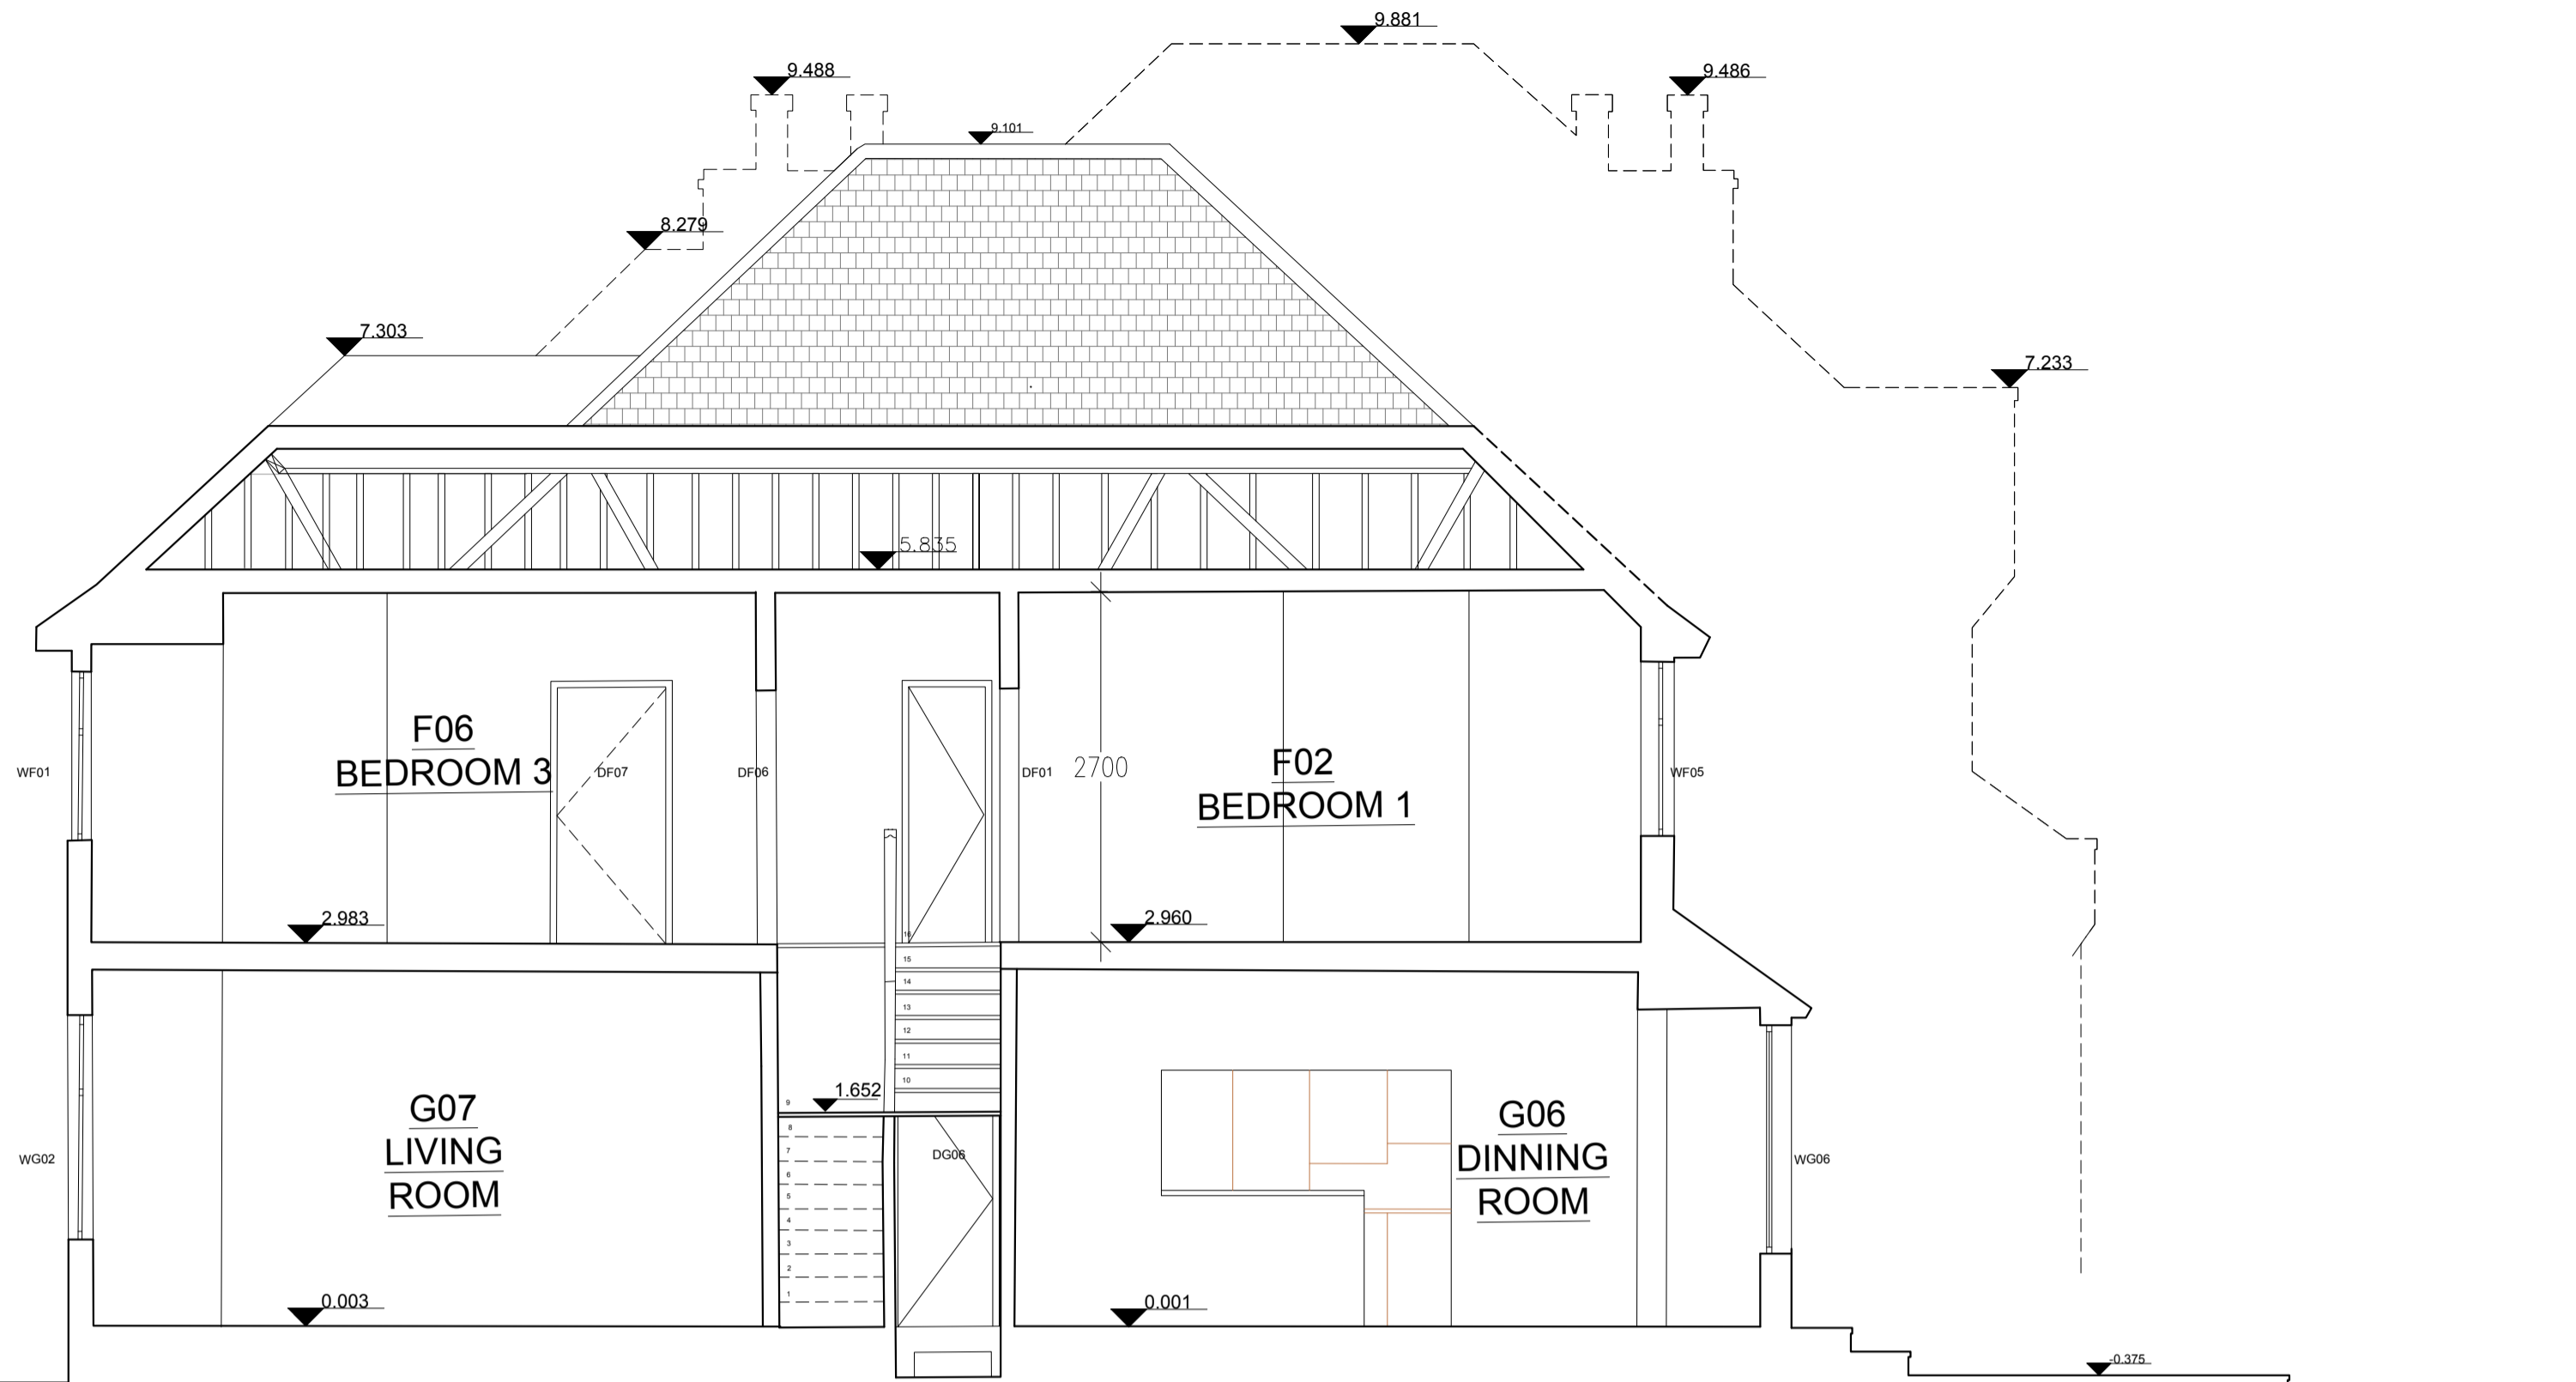 9.881
9.488
9.486
9.101
8.279
7.303
7.233
5.835
F06
BEDROOM 3
F02
BEDROOM 1
WF01
DF07
DF06
DF01
2700
WF05
2.983
2.960
16
15
14
13
12
11
10
9
1.652
8
7
6
5
4
3
2
1
G07
LIVING
ROOM
DG06
G06
DINNING
ROOM
WG02
WG06
0.003
0.001
-0.375